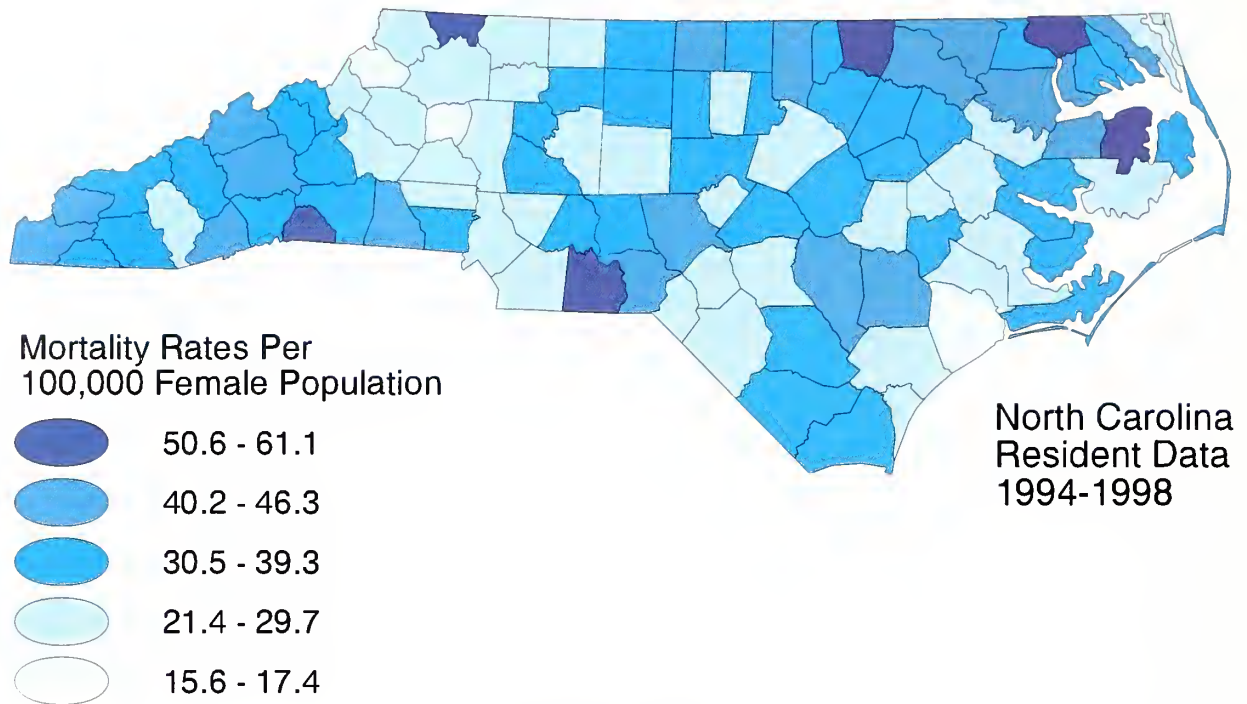 Mortality Rates Per
100,000 Female Population
50.6 - 61.1
40.2 - 46.3
30.5 - 39.3
21.4 - 29.7
15.6 - 17.4
North Carolina
Resident Data
1994-1998